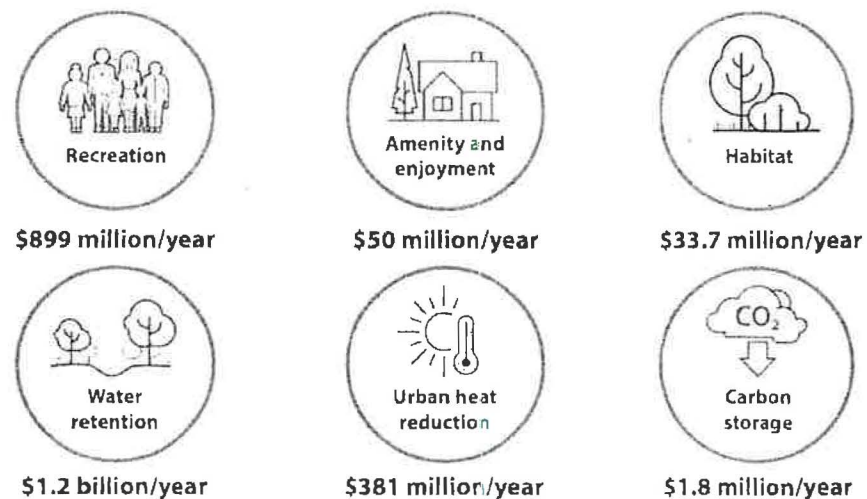 Recreation
$899 million/year
Amenity and
enjoyment
$50 million/year
Habitat
$33.7 million/year
Water
retention
$1.2 billion/year
Urban heat
reduction
$381 million/year
CO₂
Carbon
storage
$1.8 million/year